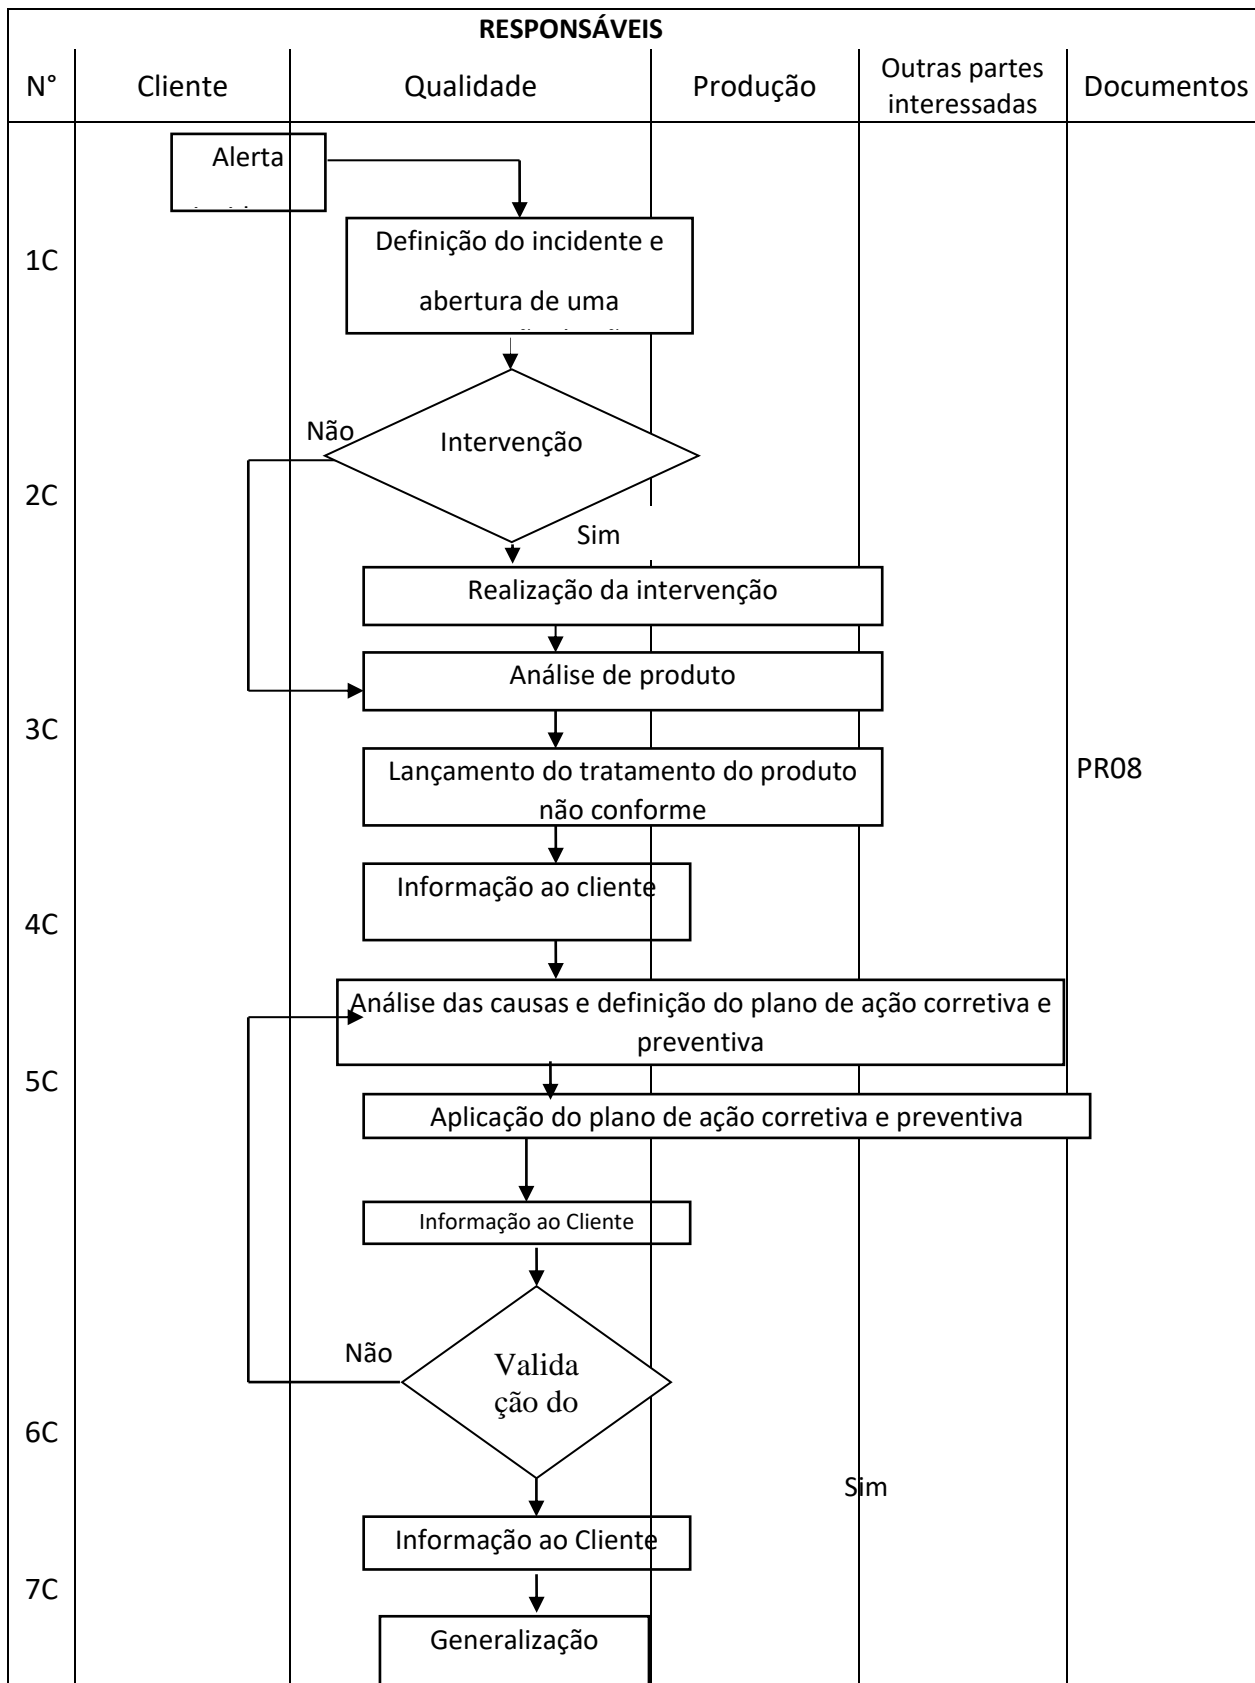 RESPONSÁVEIS
N° Cliente Qualidade Produção Outras partes interessadas Documentos
Alerta
1C
Definição do incidente e
abertura de uma
Não
Intervenção
2C
Sim
Realização da intervenção
Análise de produto
3C
Lançamento do tratamento do produto
não conforme
PR08
Informação ao cliente
4C
Análise das causas e definição do plano de ação corretiva e
preventiva
5C
Aplicação do plano de ação corretiva e preventiva
Informação ao Cliente
Não
Valida
ção do
6C
Sim
Informação ao Cliente
7C
Generalização